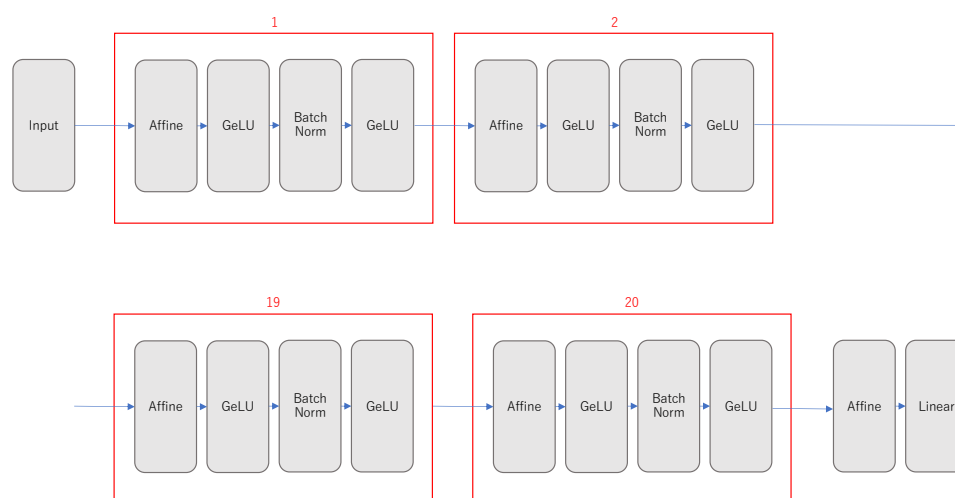 1
2
Input
Affine
GeLU
Batch
Norm
GeLU
Affine
GeLU
Batch
Norm
GeLU
19
20
Affine
GeLU
Batch
Norm
GeLU
Affine
GeLU
Batch
Norm
GeLU
Affine
Linear